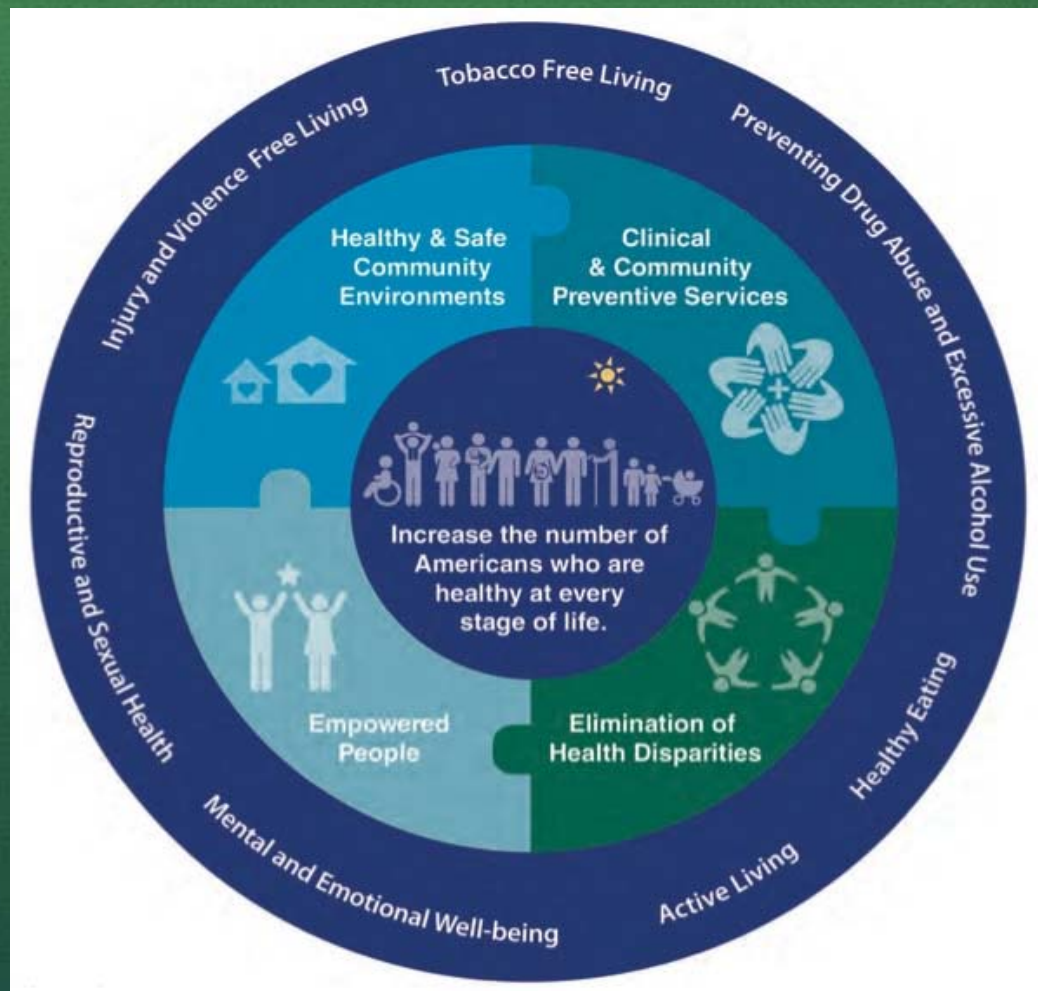 Tobacco Free Living
Preventing Drug Abuse and Excessive Alcohol Use
Healthy Eating
Active Living
Mental and Emotional Well-being
Reproductive and Sexual Health
Injury and Violence Free Living
Healthy & Safe
Community
Environments
Clinical
& Community
Preventive Services
Increase the number of
Americans who are
healthy at every
stage of life.
Empowered
People
Elimination of
Health Disparities